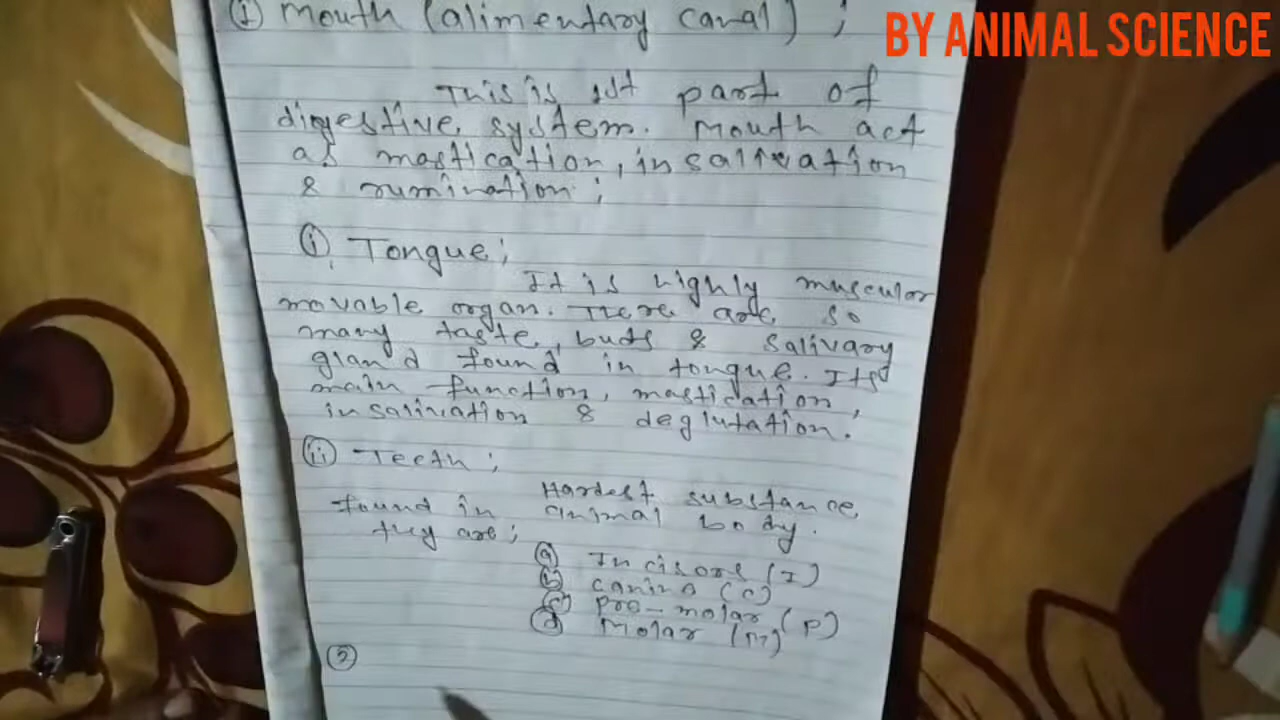 ① Mouth (alimentary canal) ;
BY ANIMAL SCIENCE
This is 1st part of
digestive system. Mouth act
as mastication, insalivation
& rumination ;
① Tongue ;
It is highly muscular
movable organ. There are so
many taste, buds & salivary
gland found in tongue. Its
main function, mastication,
insalivation & deglutation.
ⅱ Teeth ;
Hardest substance
found in animal body.
they are ;
ⓐ Incisors (I)
ⓑ canine (C)
ⓒ pre-molar (P)
ⓓ Molar (M)
②